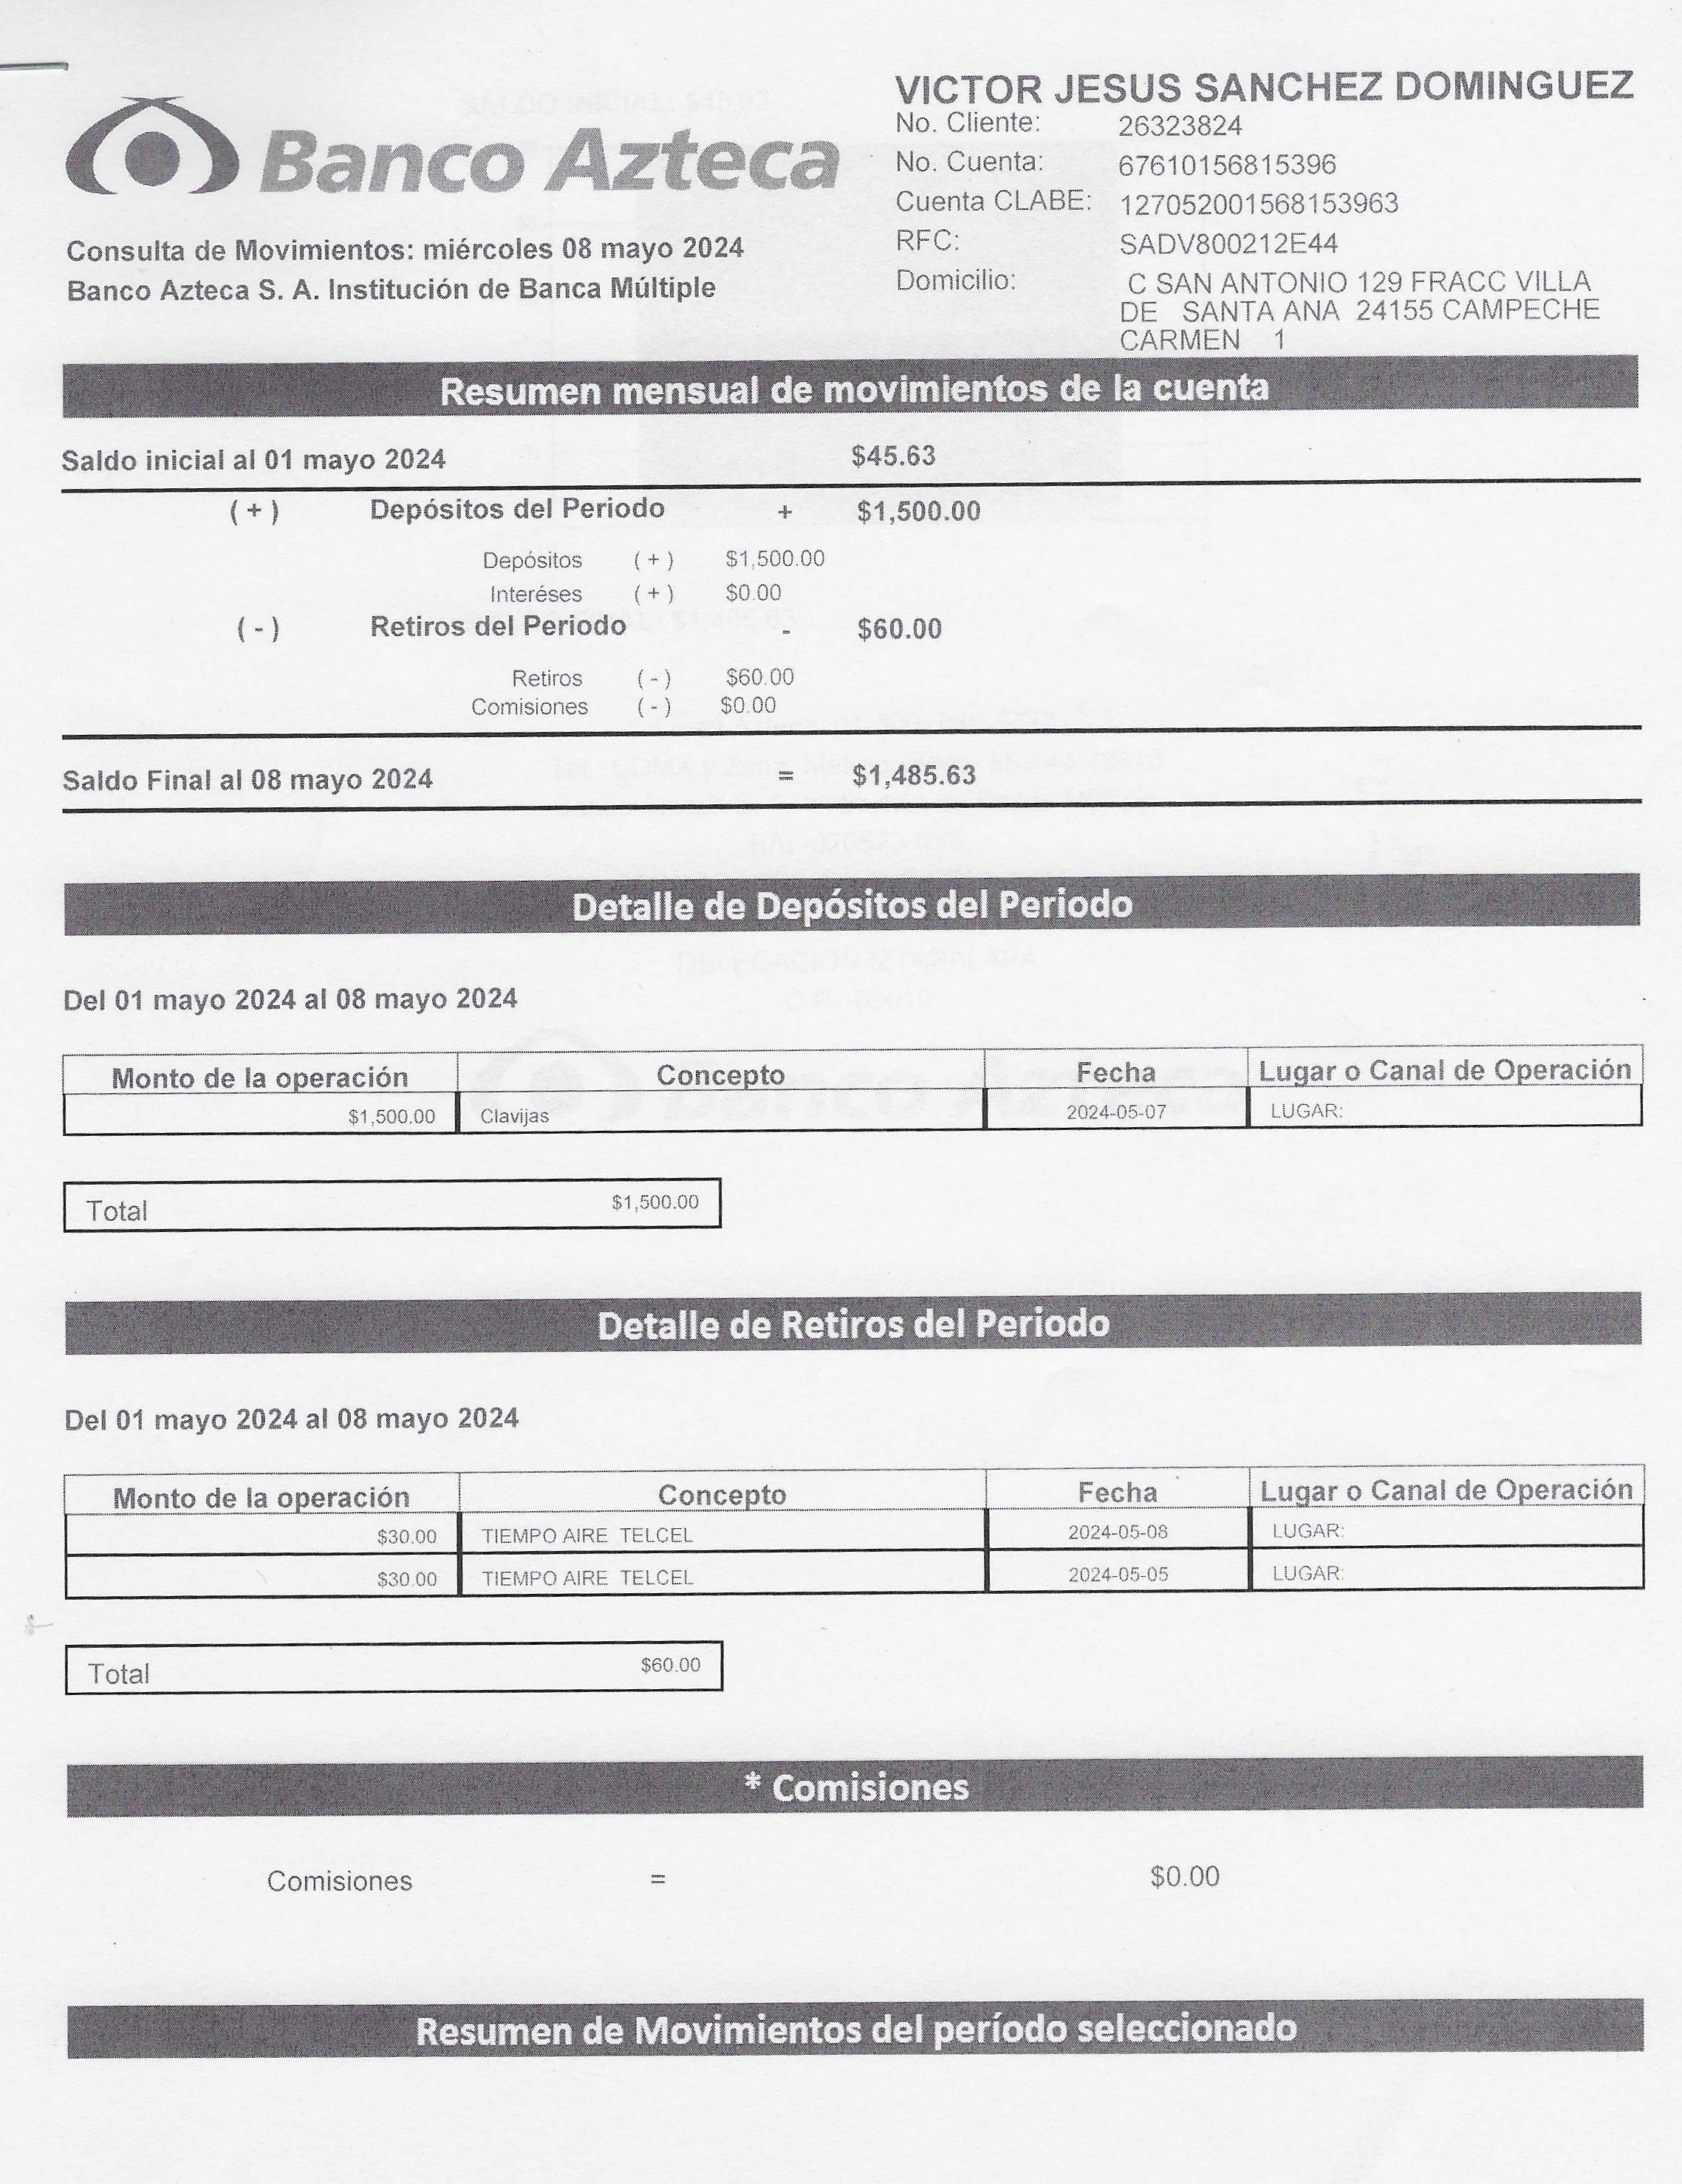 VICTOR JESUS SANCHEZ DOMINGUEZ
Banco Azteca
No. Cliente: 26323824
No. Cuenta: 67610156815396
Cuenta CLABE: 127052001568153963
RFC: SADV800212E44
Domicilio: C SAN ANTONIO 129 FRACC VILLA
DE SANTA ANA 24155 CAMPECHE
CARMEN 1
Consulta de Movimientos: miércoles 08 mayo 2024
Banco Azteca S. A. Institución de Banca Múltiple
Resumen mensual de movimientos de la cuenta
Saldo inicial al 01 mayo 2024 $45.63
( + ) Depósitos del Periodo + $1,500.00
Depósitos ( + ) $1,500.00
Interéses ( + ) $0.00
( - ) Retiros del Periodo - $60.00
Retiros ( - ) $60.00
Comisiones ( - ) $0.00
Saldo Final al 08 mayo 2024 = $1,485.63
Detalle de Depósitos del Periodo
Del 01 mayo 2024 al 08 mayo 2024
Monto de la operación Concepto Fecha Lugar o Canal de Operación
$1,500.00 Clavijas 2024-05-07 LUGAR:
Total $1,500.00
Detalle de Retiros del Periodo
Del 01 mayo 2024 al 08 mayo 2024
Monto de la operación Concepto Fecha Lugar o Canal de Operación
$30.00 TIEMPO AIRE TELCEL 2024-05-08 LUGAR:
$30.00 TIEMPO AIRE TELCEL 2024-05-05 LUGAR:
Total $60.00
* Comisiones
Comisiones = $0.00
Resumen de Movimientos del período seleccionado